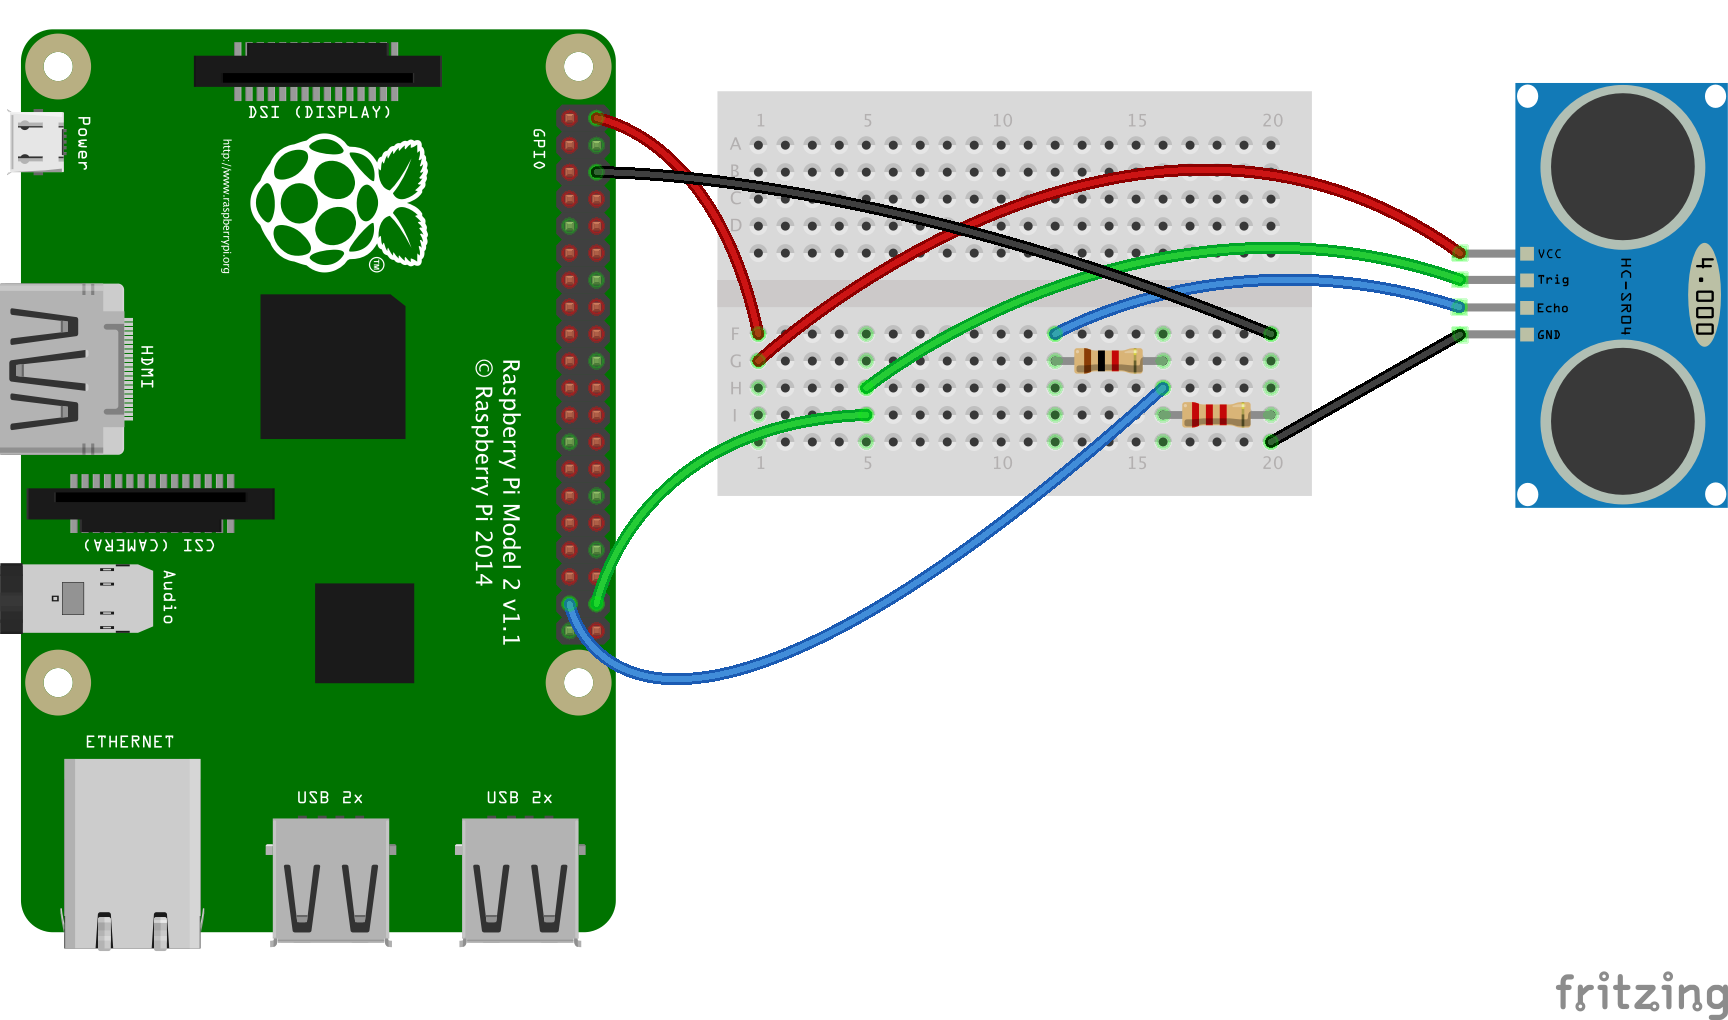 DSI (DISPLAY)
Power
http://www.raspberrypi.org
TM
GPIO
HDMI
Raspberry Pi Model 2 v1.1
© Raspberry Pi 2014
CSI (CAMERA)
Audio
ETHERNET
USB 2x
USB 2x
1 5 10 15 20
A
B
C
D
F
G
H
I
1 5 10 15 20
VCC
Trig
Echo
GND
HC-SR04
4.000
fritzing